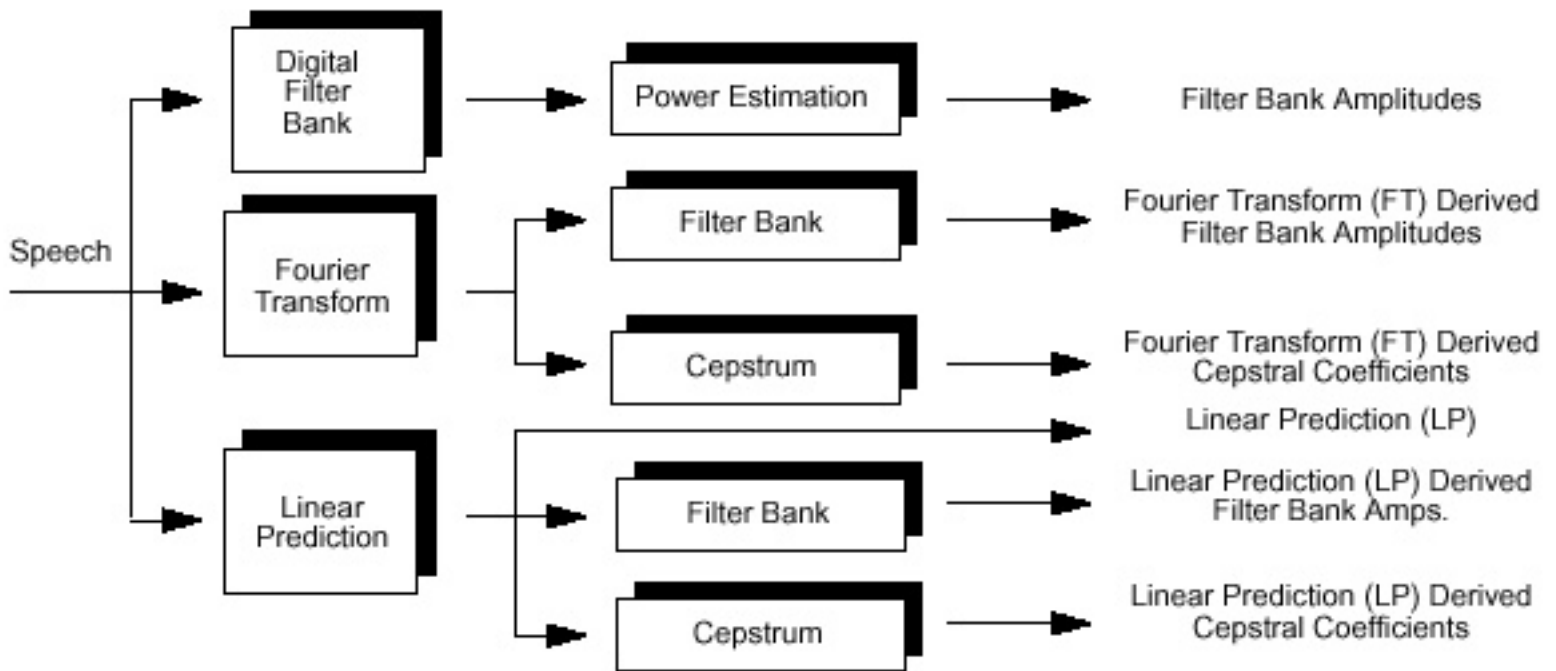 Digital
Filter
Bank
Power Estimation
Filter Bank Amplitudes
Speech
Fourier
Transform
Filter Bank
Fourier Transform (FT) Derived
Filter Bank Amplitudes
Cepstrum
Fourier Transform (FT) Derived
Cepstral Coefficients
Linear
Prediction
Linear Prediction (LP)
Filter Bank
Linear Prediction (LP) Derived
Filter Bank Amps.
Cepstrum
Linear Prediction (LP) Derived
Cepstral Coefficients